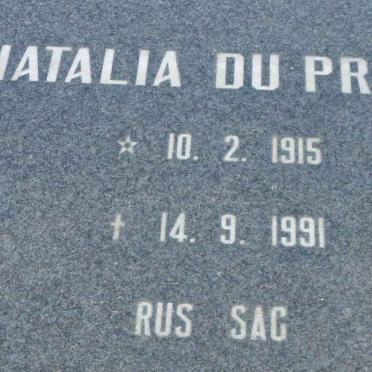 NATALIA DU PR
☆ 10. 2. 1915
✝ 14. 9. 1991
RUS SAG